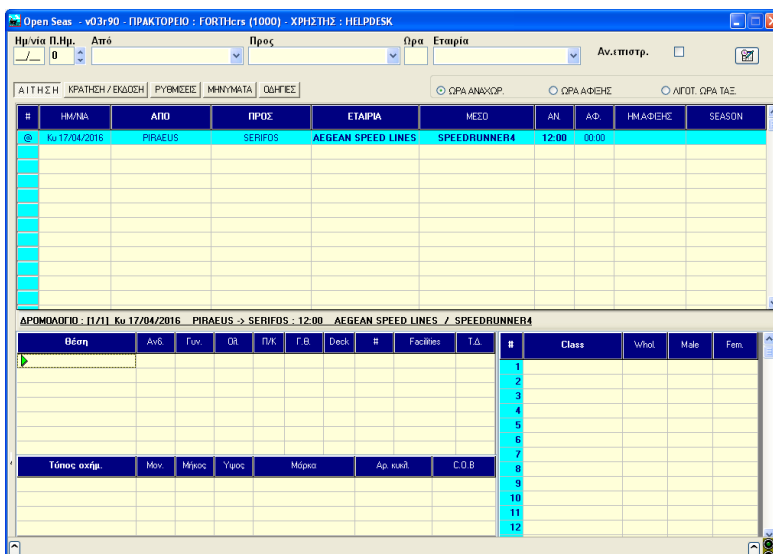 Open Seas - v03r90 - ΠΡΑΚΤΟΡΕΙΟ : FORTHcrs (1000) - ΧΡΗΣΤΗΣ : HELPDESK
Ημ/νία Π.Ημ. Από Προς Ωρα Εταιρία
__/__ 0 Αν.επιστρ.
ΑΙΤΗΣΗ ΚΡΑΤΗΣΗ / ΕΚΔΟΣΗ ΡΥΘΜΙΣΕΙΣ ΜΗΝΥΜΑΤΑ ΟΔΗΓΙΕΣ ΩΡΑ ΑΝΑΧΩΡ. ΩΡΑ ΑΦΙΞΗΣ ΛΙΓΟΤ. ΩΡΑ ΤΑΞ.
# ΗΜ/ΝΙΑ ΑΠΟ ΠΡΟΣ ΕΤΑΙΡΙΑ ΜΕΣΟ ΑΝ. ΑΦ. ΗΜ.ΑΦΙΞΗΣ SEASON
@ Κυ 17/04/2016 PIRAEUS SERIFOS AEGEAN SPEED LINES SPEEDRUNNER4 12:00 00:00
ΔΡΟΜΟΛΟΓΙΟ : [1/1] Κυ 17/04/2016 PIRAEUS -> SERIFOS : 12:00 AEGEAN SPEED LINES / SPEEDRUNNER4
Θέση Ανδ. Γυν. Ολ. Π/Κ Γ.Θ. Deck # Facilities Τ.Δ. # Class Whol. Male Fem.
1
2
3
4
5
6
7
Τύπος οχήμ. Μον. Μήκος Υψος Μάρκα Αρ. κυκλ. C.O.B 8
9
10
11
12